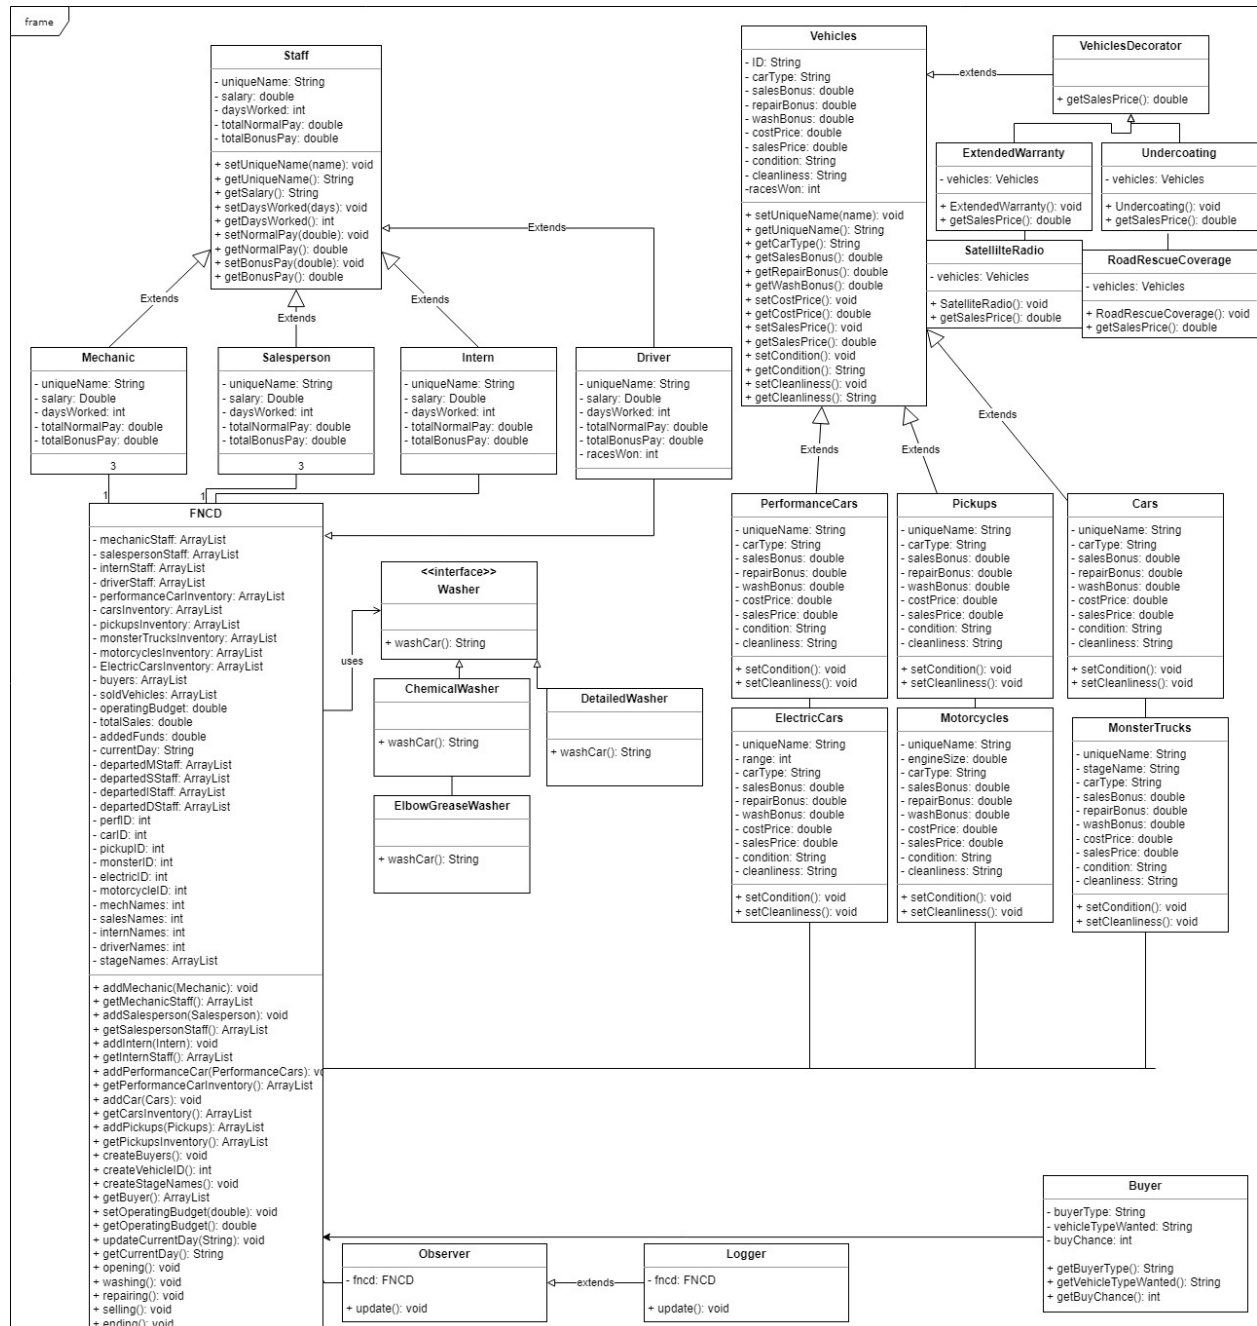 frame
Staff
- uniqueName: String
- salary: double
- daysWorked: int
- totalNormalPay: double
- totalBonusPay: double
+ setUniqueName(name): void
+ getUniqueName(): String
+ getSalary(): String
+ setDaysWorked(days): void
+ getDaysWorked(): int
+ setNormalPay(double): void
+ getNormalPay(): double
+ setBonusPay(double): void
+ getBonusPay(): double
Vehicles
- ID: String
- carType: String
- salesBonus: double
- repairBonus: double
- washBonus: double
- costPrice: double
- salesPrice: double
- condition: String
- cleanliness: String
-racesWon: int
+ setUniqueName(name): void
+ getUniqueName(): String
+ getCarType(): String
+ getSalesBonus(): double
+ getRepairBonus(): double
+ getWashBonus(): double
+ setCostPrice(): void
+ getCostPrice(): double
+ setSalesPrice(): void
+ getSalesPrice(): double
+ setCondition(): void
+ getCondition(): String
+ setCleanliness(): void
+ getCleanliness(): String
extends
VehiclesDecorator
+ getSalesPrice(): double
ExtendedWarranty
- vehicles: Vehicles
+ ExtendedWarranty(): void
+ getSalesPrice(): double
Undercoating
- vehicles: Vehicles
+ Undercoating(): void
+ getSalesPrice(): double
SatelliteRadio
- vehicles: Vehicles
+ SatelliteRadio(): void
+ getSalesPrice(): double
RoadRescueCoverage
- vehicles: Vehicles
+ RoadRescueCoverage(): void
+ getSalesPrice(): double
Extends
Extends
Extends
Extends
Mechanic
- uniqueName: String
- salary: Double
- daysWorked: int
- totalNormalPay: double
- totalBonusPay: double
3
1
Salesperson
- uniqueName: String
- salary: Double
- daysWorked: int
- totalNormalPay: double
- totalBonusPay: double
3
1
Intern
- uniqueName: String
- salary: Double
- daysWorked: int
- totalNormalPay: double
- totalBonusPay: double
Driver
- uniqueName: String
- salary: Double
- daysWorked: int
- totalNormalPay: double
- totalBonusPay: double
- racesWon: int
Extends
Extends
Extends
PerformanceCars
- uniqueName: String
- carType: String
- salesBonus: double
- repairBonus: double
- washBonus: double
- costPrice: double
- salesPrice: double
- condition: String
- cleanliness: String
+ setCondition(): void
+ setCleanliness(): void
Pickups
- uniqueName: String
- carType: String
- salesBonus: double
- repairBonus: double
- washBonus: double
- costPrice: double
- salesPrice: double
- condition: String
- cleanliness: String
+ setCondition(): void
+ setCleanliness(): void
Cars
- uniqueName: String
- carType: String
- salesBonus: double
- repairBonus: double
- washBonus: double
- costPrice: double
- salesPrice: double
- condition: String
- cleanliness: String
+ setCondition(): void
+ setCleanliness(): void
FNCD
- mechanicStaff: ArrayList
- salespersonStaff: ArrayList
- internStaff: ArrayList
- driverStaff: ArrayList
- performanceCarInventory: ArrayList
- carsInventory: ArrayList
- pickupsInventory: ArrayList
- monsterTrucksInventory: ArrayList
- motorcyclesInventory: ArrayList
- ElectricCarsInventory: ArrayList
- buyers: ArrayList
- soldVehicles: ArrayList
- operatingBudget: double
- totalSales: double
- addedFunds: double
- currentDay: String
- departedMStaff: ArrayList
- departedSStaff: ArrayList
- departedIStaff: ArrayList
- departedDStaff: ArrayList
- perfID: int
- carID: int
- pickupID: int
- monsterID: int
- electricID: int
- motorcycleID: int
- mechNames: int
- salesNames: int
- internNames: int
- driverNames: int
- stageNames: ArrayList
+ addMechanic(Mechanic): void
+ getMechanicStaff(): ArrayList
+ addSalesperson(Salesperson): void
+ getSalespersonStaff(): ArrayList
+ addIntern(Intern): void
+ getInternStaff(): ArrayList
+ addPerformanceCar(PerformanceCars): vo
+ getPerformanceCarInventory(): ArrayList
+ addCar(Cars): void
+ getCarsInventory(): ArrayList
+ addPickups(Pickups): ArrayList
+ getPickupsInventory(): ArrayList
+ createBuyers(): void
+ createVehicleID(): int
+ createStageNames(): void
+ getBuyer(): ArrayList
+ setOperatingBudget(double): void
+ getOperatingBudget(): double
+ updateCurrentDay(String): void
+ getCurrentDay(): String
+ opening(): void
+ washing(): void
+ repairing(): void
+ selling(): void
+ ending(): void
uses
<<interface>>
Washer
+ washCar(): String
ChemicalWasher
+ washCar(): String
DetailedWasher
+ washCar(): String
ElbowGreaseWasher
+ washCar(): String
ElectricCars
- uniqueName: String
- range: int
- carType: String
- salesBonus: double
- repairBonus: double
- washBonus: double
- costPrice: double
- salesPrice: double
- condition: String
- cleanliness: String
+ setCondition(): void
+ setCleanliness(): void
Motorcycles
- uniqueName: String
- engineSize: double
- carType: String
- salesBonus: double
- repairBonus: double
- washBonus: double
- costPrice: double
- salesPrice: double
- condition: String
- cleanliness: String
+ setCondition(): void
+ setCleanliness(): void
MonsterTrucks
- uniqueName: String
- stageName: String
- carType: String
- salesBonus: double
- repairBonus: double
- washBonus: double
- costPrice: double
- salesPrice: double
- condition: String
- cleanliness: String
+ setCondition(): void
+ setCleanliness(): void
Buyer
- buyerType: String
- vehicleTypeWanted: String
- buyChance: int
+ getBuyerType(): String
+ getVehicleTypeWanted(): String
+ getBuyChance(): int
Observer
- fncd: FNCD
+ update(): void
extends
Logger
- fncd: FNCD
+ update(): void